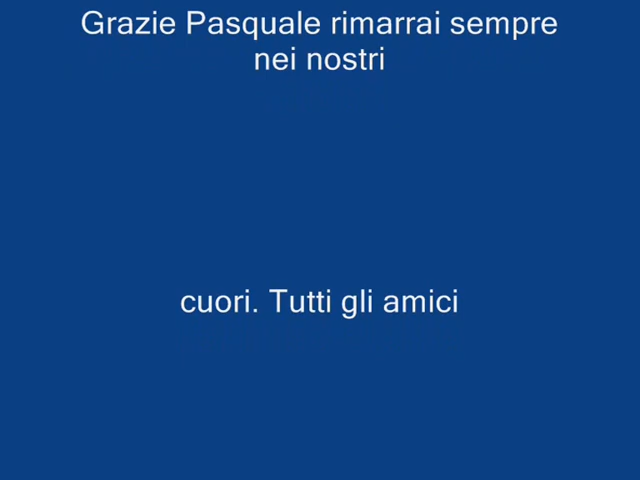 Grazie Pasquale rimarrai sempre
nei nostri
cuori. Tutti gli amici